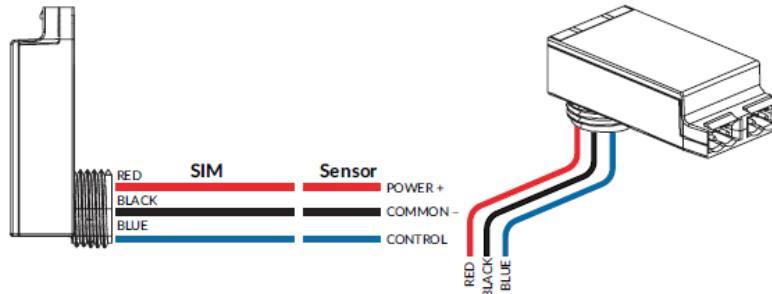 RED
SIM
Sensor
POWER +
BLACK
COMMON –
BLUE
CONTROL
RED
BLACK
BLUE